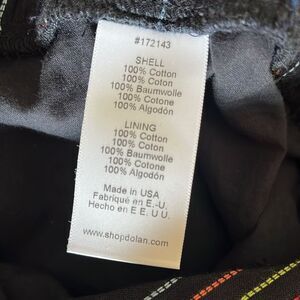 #172143
SHELL
100% Cotton
100% Coton
100% Baumwolle
100% Cotone
100% Algodón
LINING
100% Cotton
100% Coton
100% Baumwolle
100% Cotone
100% Algodón
Made in USA
Fabriqué en E.-U.
Hecho en E E. U U.
www.shopdolan.com